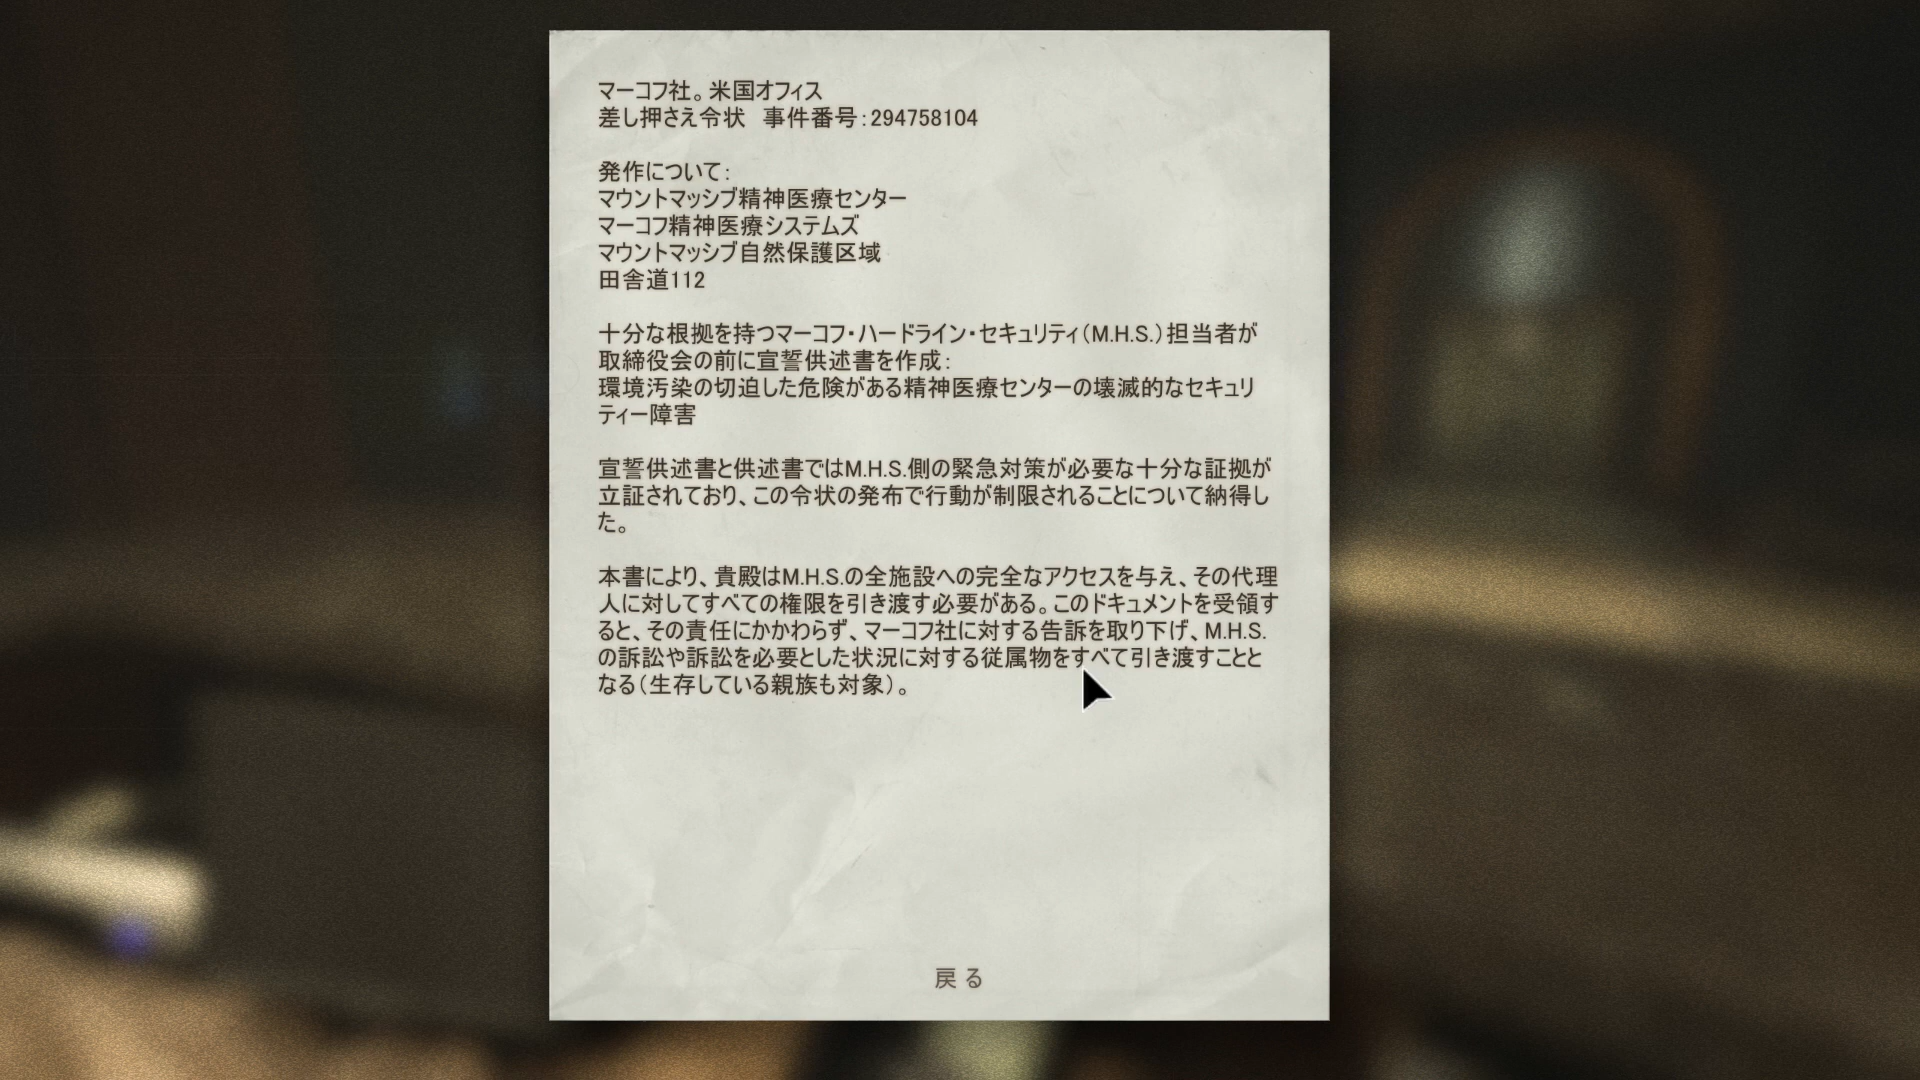 マーコフ社。米国オフィス
差し押さえ令状　事件番号：294758104
発作について：
マウントマッシブ精神医療センター
マーコフ精神医療システムズ
マウントマッシブ自然保護区域
田舎道112
十分な根拠を持つマーコフ・ハードライン・セキュリティ（M.H.S.）担当者が
取締役会の前に宣誓供述書を作成：
環境汚染の切迫した危険がある精神医療センターの壊滅的なセキュリ
ティー障害
宣誓供述書と供述書ではM.H.S.側の緊急対策が必要な十分な証拠が
立証されており、この令状の発布で行動が制限されることについて納得し
た。
本書により、貴殿はM.H.S.の全施設への完全なアクセスを与え、その代理
人に対してすべての権限を引き渡す必要がある。このドキュメントを受領す
ると、その責任にかかわらず、マーコフ社に対する告訴を取り下げ、M.H.S.
の訴訟や訴訟を必要とした状況に対する従属物をすべて引き渡すことと
なる（生存している親族も対象）。
戻る